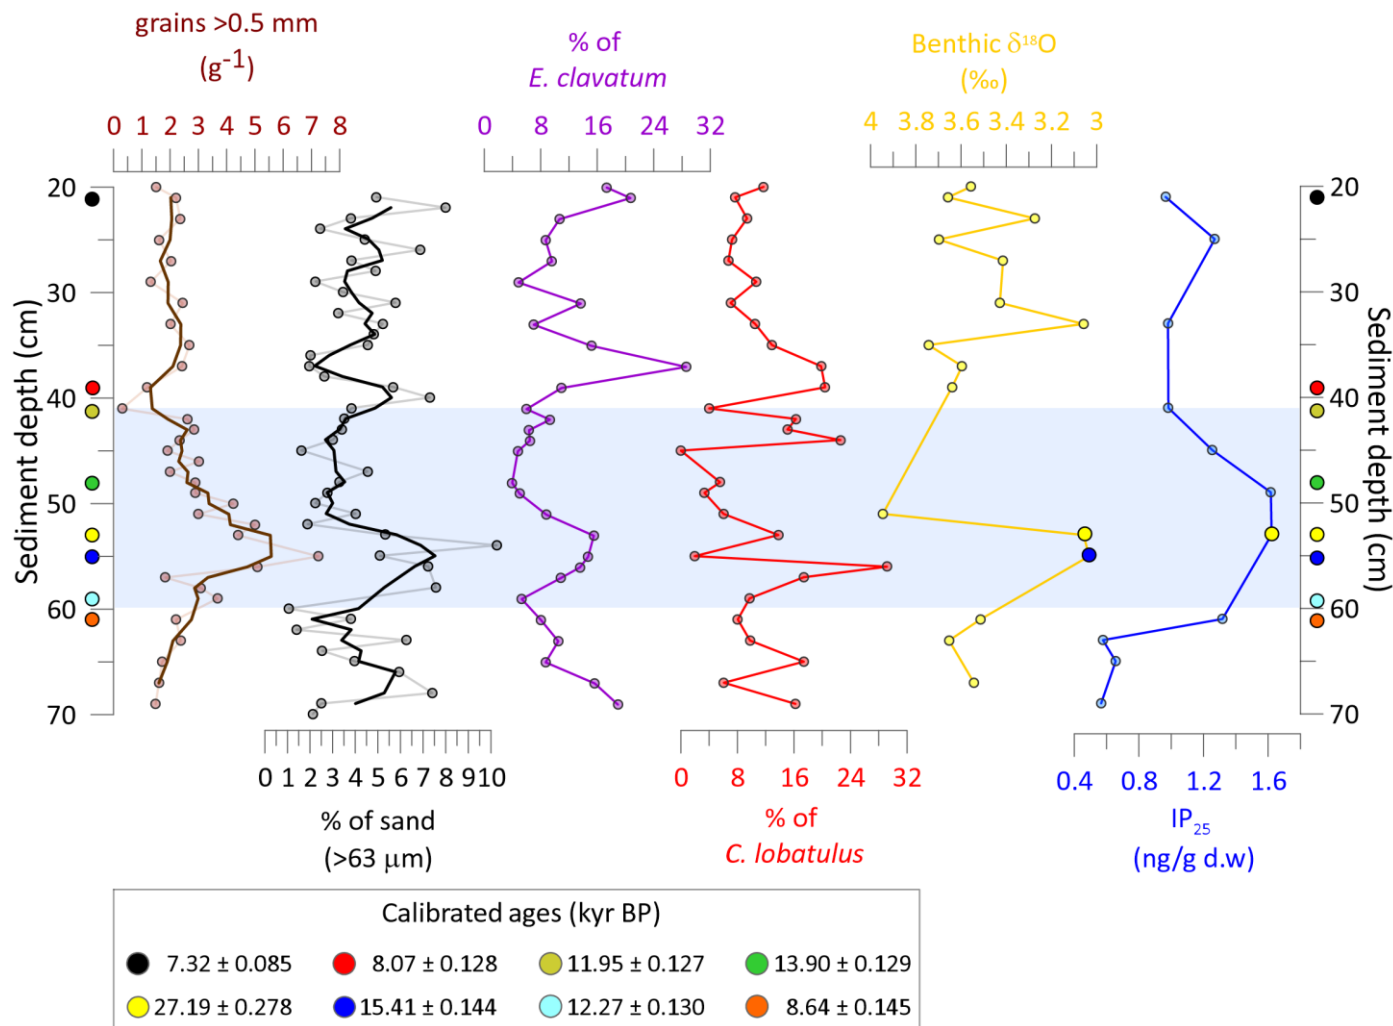 grains >0.5 mm
(g⁻¹)
% of
E. clavatum
Benthic δ¹⁸O
(‰)
0 1 2 3 4 5 6 7 8
0 8 16 24 32
4 3.8 3.6 3.4 3.2 3
Sediment depth (cm)
20
30
40
50
60
70
20
30
40
50
60
70
Sediment depth (cm)
0 1 2 3 4 5 6 7 8 9 10
% of sand
(>63 μm)
0 8 16 24 32
% of
C. lobatulus
0.4 0.8 1.2 1.6
IP₂₅
(ng/g d.w)
Calibrated ages (kyr BP)
7.32 ± 0.085 8.07 ± 0.128 11.95 ± 0.127 13.90 ± 0.129
27.19 ± 0.278 15.41 ± 0.144 12.27 ± 0.130 8.64 ± 0.145